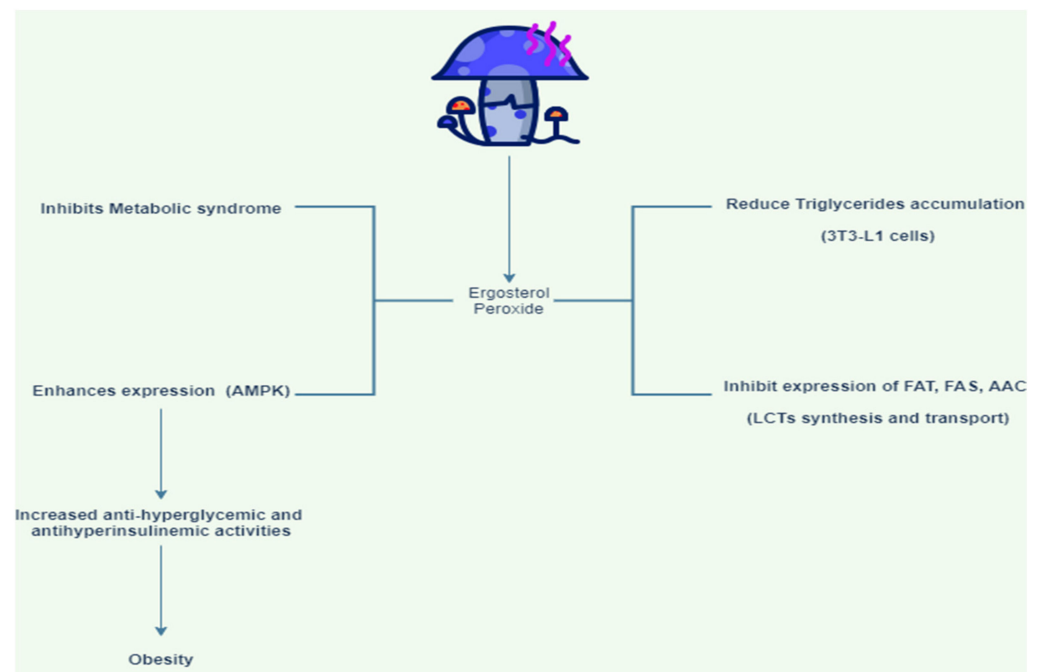 Inhibits Metabolic syndrome
Reduce Triglycerides accumulation
(3T3-L1 cells)
Ergosterol
Peroxide
Enhances expression (AMPK)
Inhibit expression of FAT, FAS, AAC
(LCTs synthesis and transport)
Increased anti-hyperglycemic and
antihyperinsulinemic activities
Obesity